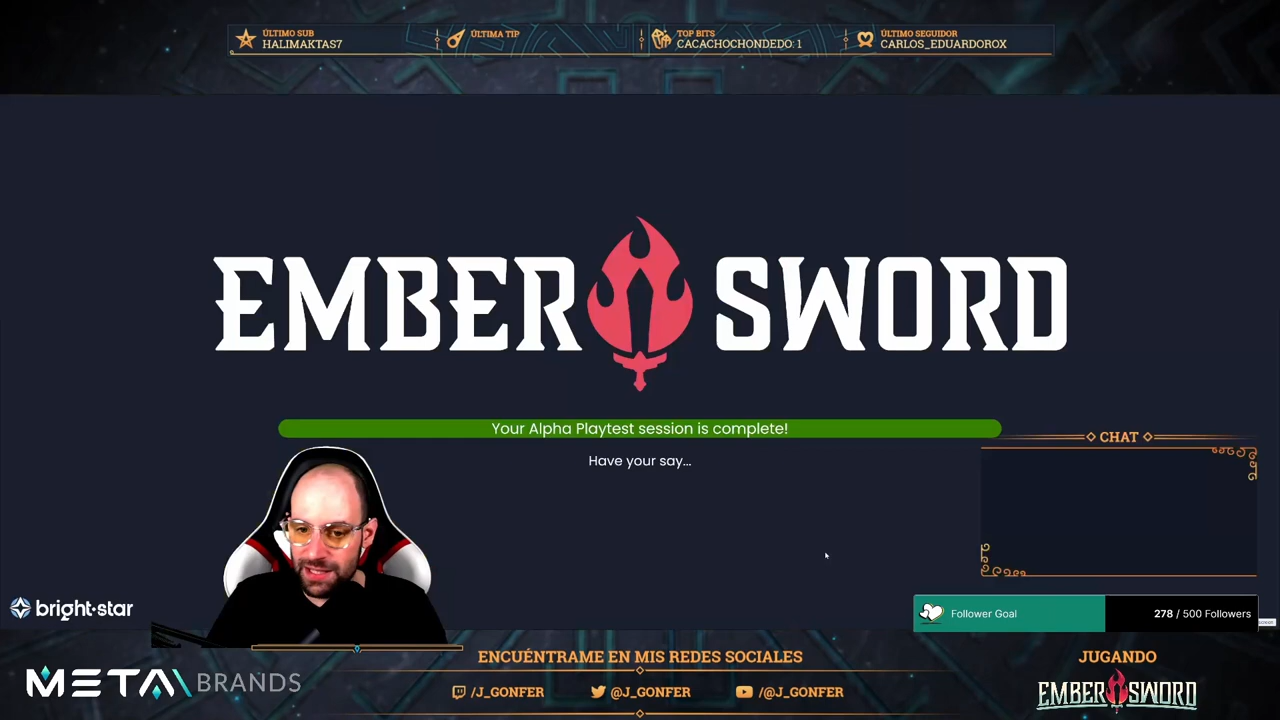 ÚLTIMO SUB
HALIMAKTAS7
ÚLTIMA TIP
TOP BITS
CACACHOCHONDEDO: 1
ÚLTIMO SEGUIDOR
CARLOS_EDUARDOROX
EMBER SWORD
Your Alpha Playtest session is complete!
Have your say...
CHAT
bright·star
Follower Goal
278 / 500 Followers
META BRANDS
ENCUÉNTRAME EN MIS REDES SOCIALES
/J_GONFER
@J_GONFER
/@J_GONFER
JUGANDO
EMBER SWORD